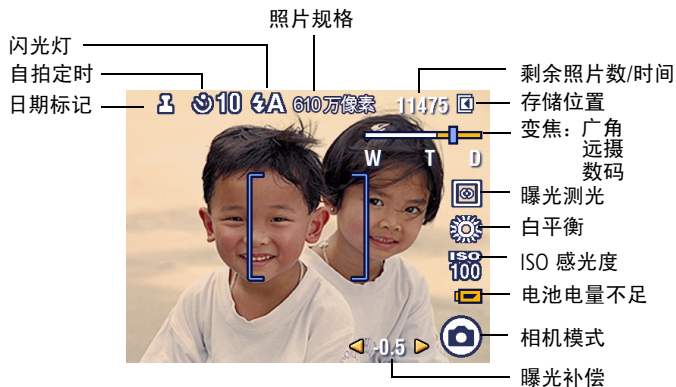 照片规格
闪光灯
自拍定时
日期标记
剩余照片数/时间
存储位置
变焜：广角
远摄
数码
曝光测光
白平衡
ISO 感光度
电池电量不足
相机模式
曝光补偿
10
A
610万像素
11475
W T D
ISO
100
-0.5